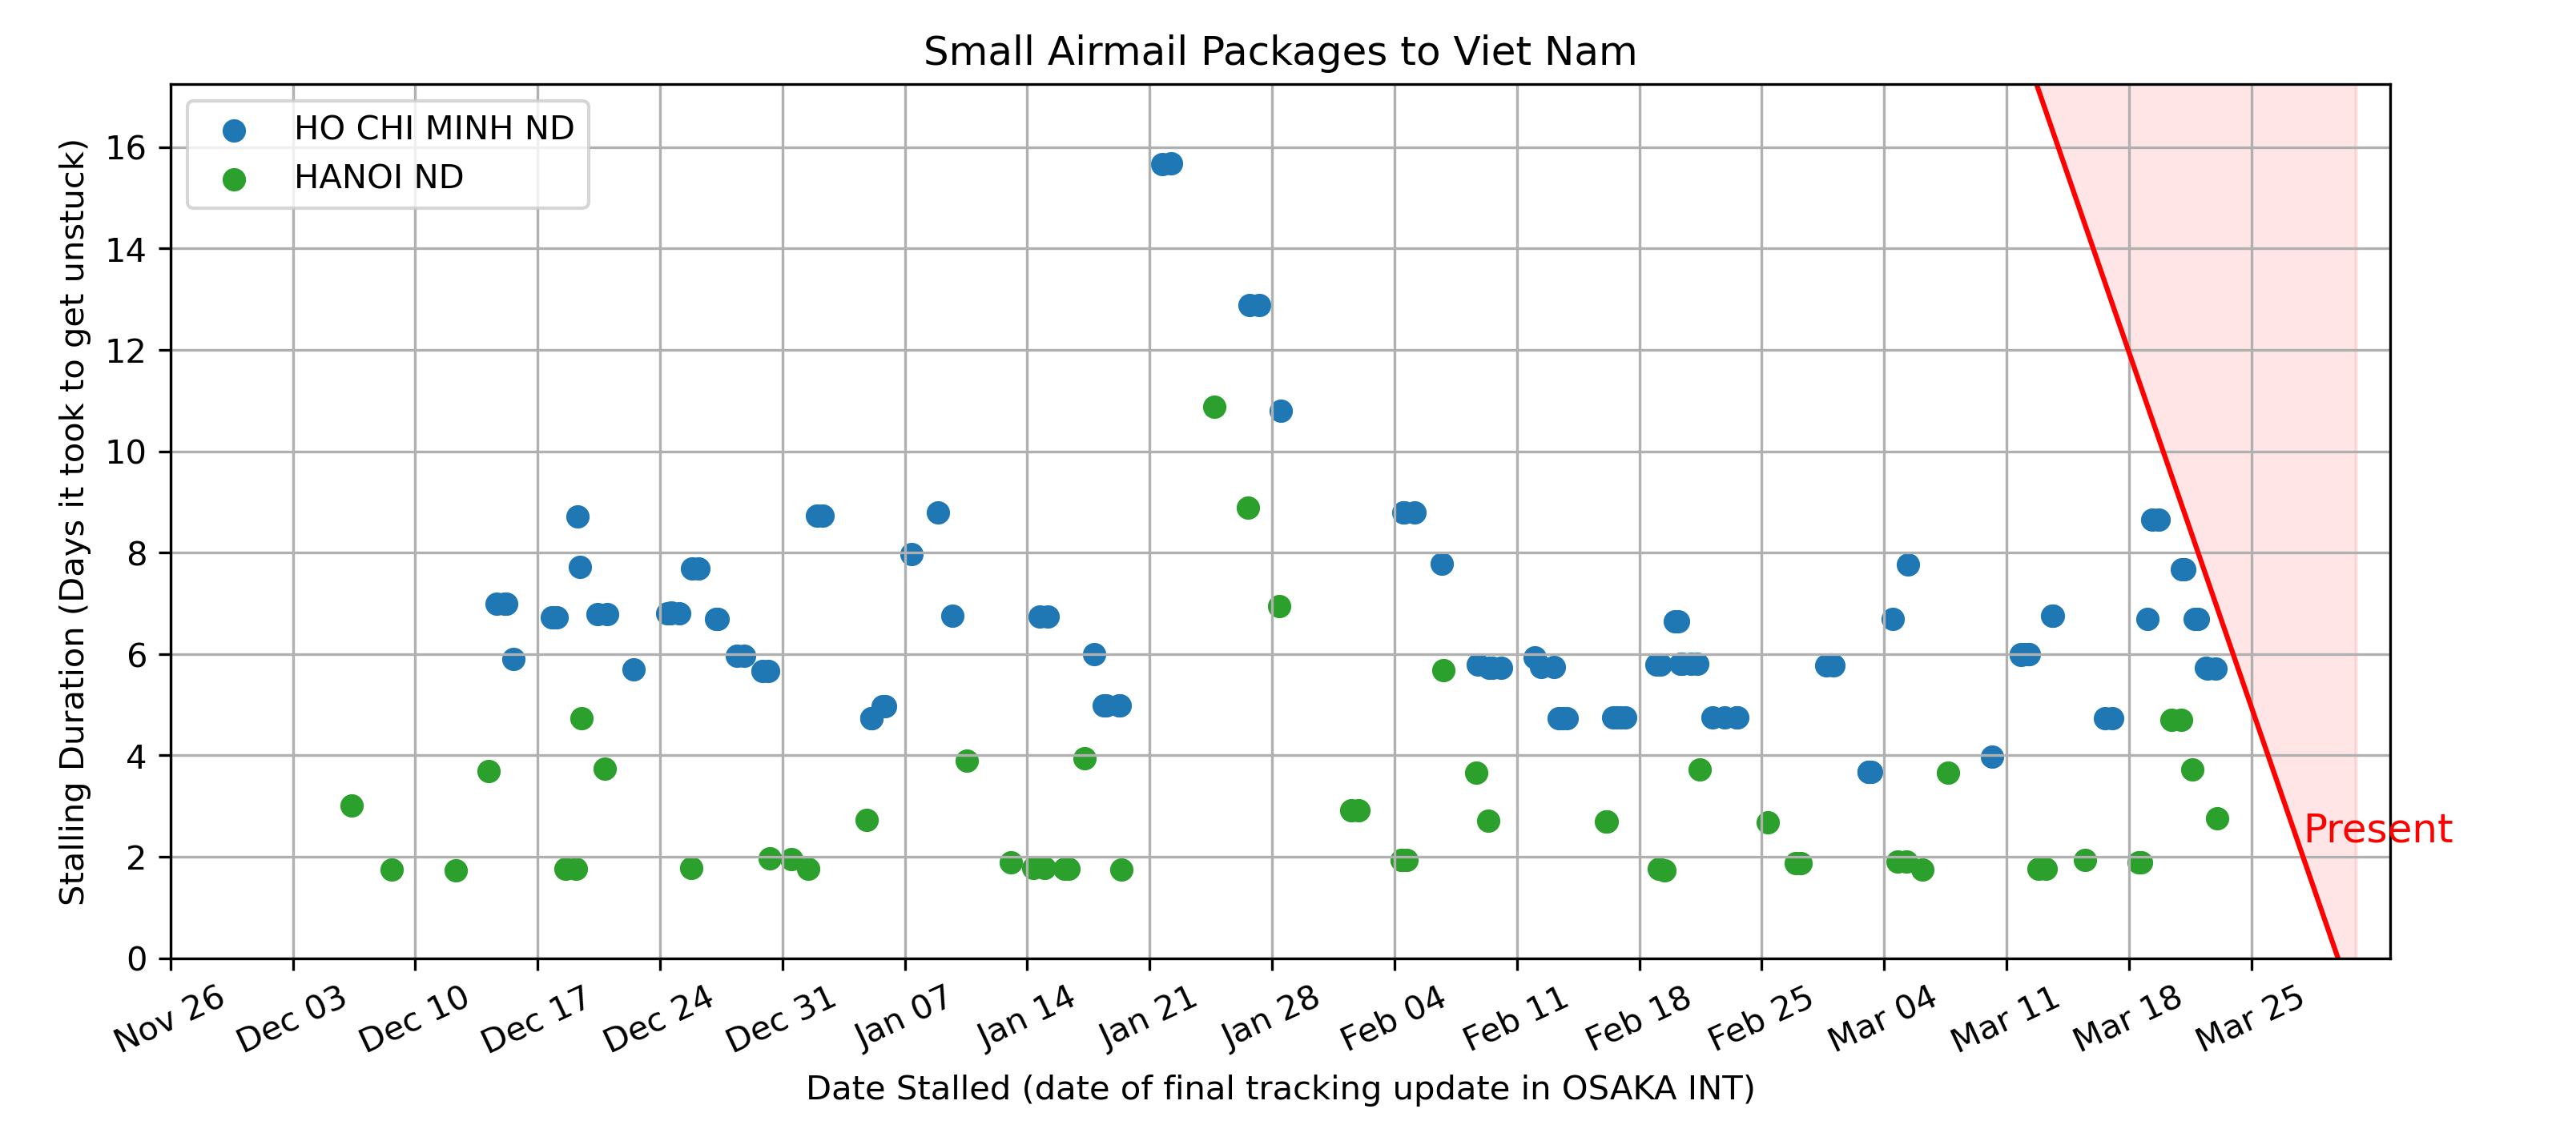 Small Airmail Packages to Viet Nam
HO CHI MINH ND
HANOI ND
Stalling Duration (Days it took to get unstuck)
16
14
12
10
8
6
4
2
0
Present
Nov 26
Dec 03
Dec 10
Dec 17
Dec 24
Dec 31
Jan 07
Jan 14
Jan 21
Jan 28
Feb 04
Feb 11
Feb 18
Feb 25
Mar 04
Mar 11
Mar 18
Mar 25
Date Stalled (date of final tracking update in OSAKA INT)